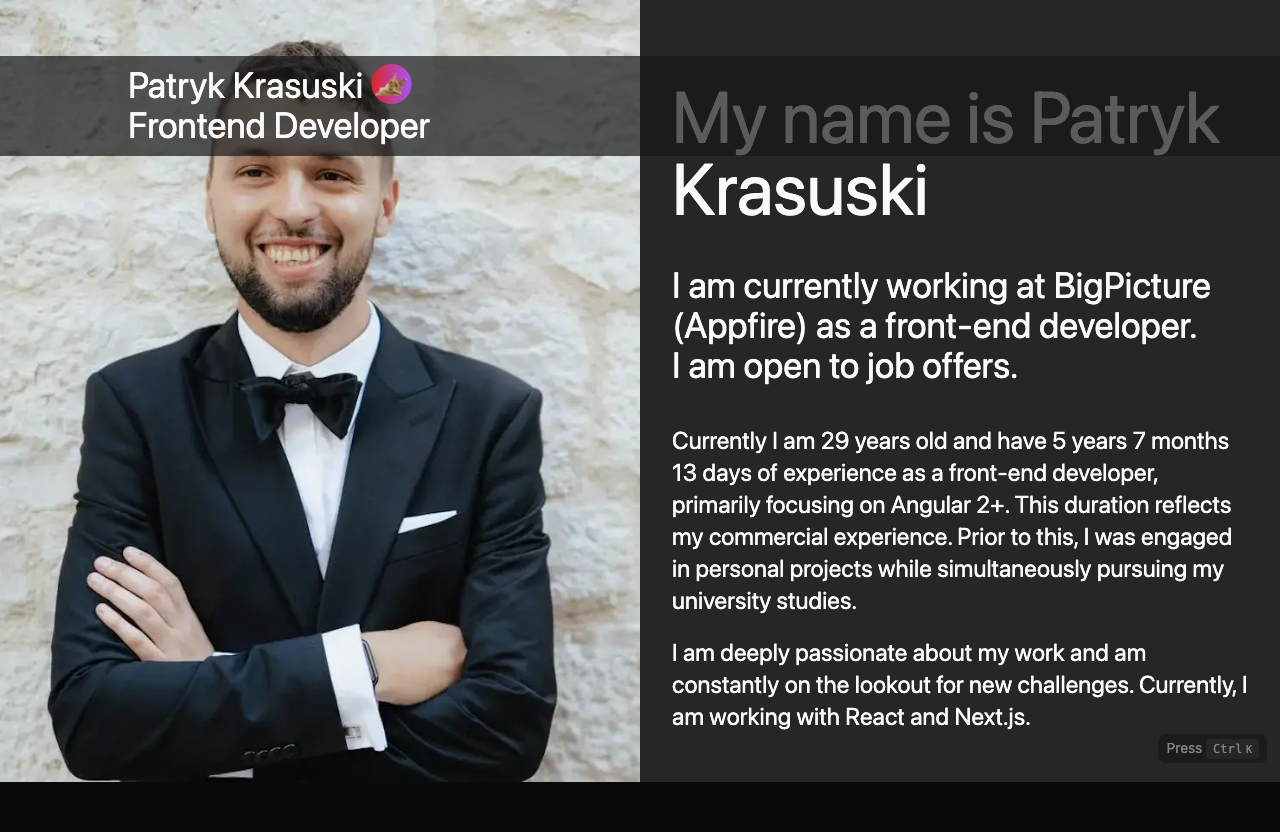 Patryk Krasuski
Frontend Developer
My name is Patryk
Krasuski
I am currently working at BigPicture
(Appfire) as a front-end developer.
I am open to job offers.
Currently I am 29 years old and have 5 years 7 months
13 days of experience as a front-end developer,
primarily focusing on Angular 2+. This duration reflects
my commercial experience. Prior to this, I was engaged
in personal projects while simultaneously pursuing my
university studies.
I am deeply passionate about my work and am
constantly on the lookout for new challenges. Currently, I
am working with React and Next.js.
Press Ctrl K